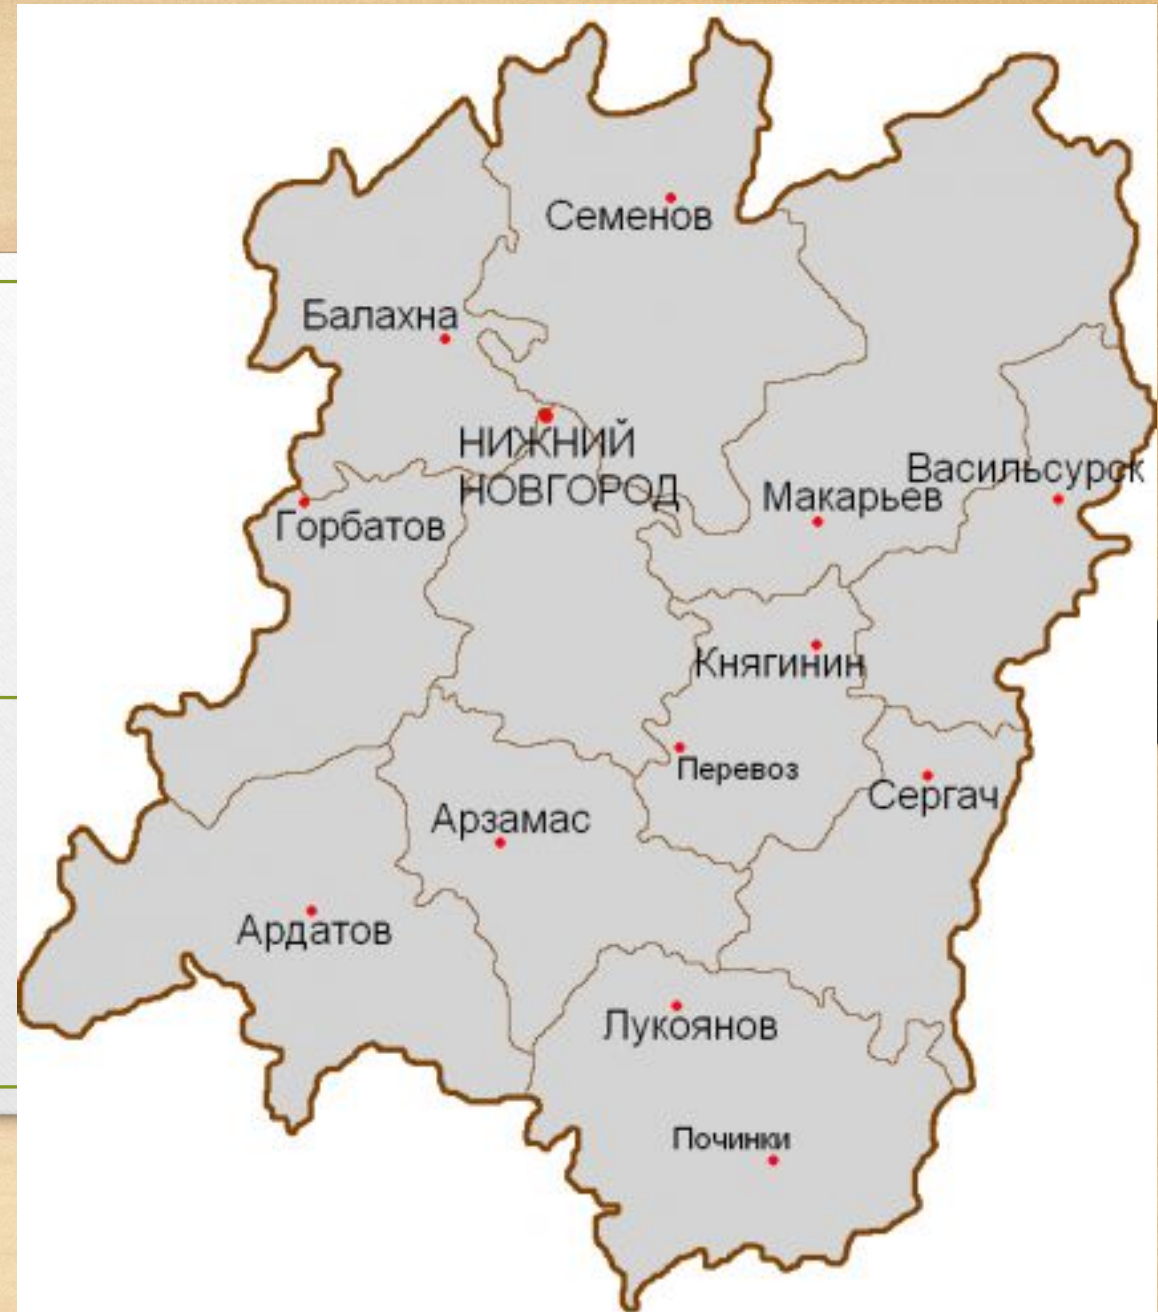 Семенов
Балахна
НИЖНИЙ
НОВГОРОД
Васильсурск
Макарьев
Горбатов
Княгинин
Перевоз
Сергач
Арзамас
Ардатов
Лукоянов
Починки